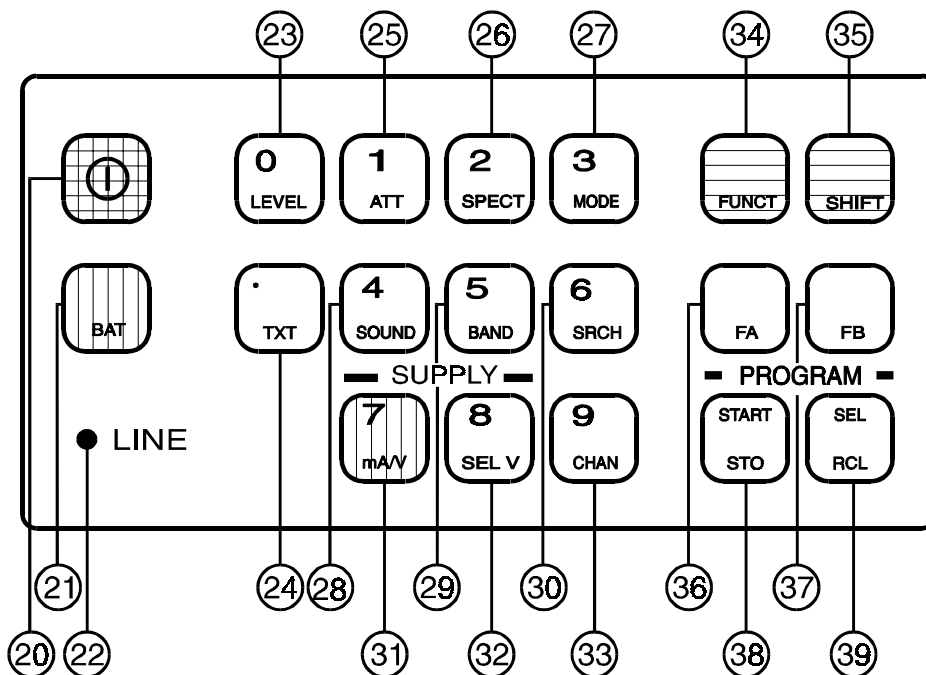 23 25 26 27 34 35
0 1 2 3
LEVEL ATT SPECT MODE FUNCT SHIFT
. 4 5 6
BAT TXT SOUND BAND SRCH FA FB
SUPPLY PROGRAM
7 8 9 START SEL
LINE
mA/V SEL V CHAN STO RCL
21 24 28 29 30 36 37
20 22 31 32 33 38 39